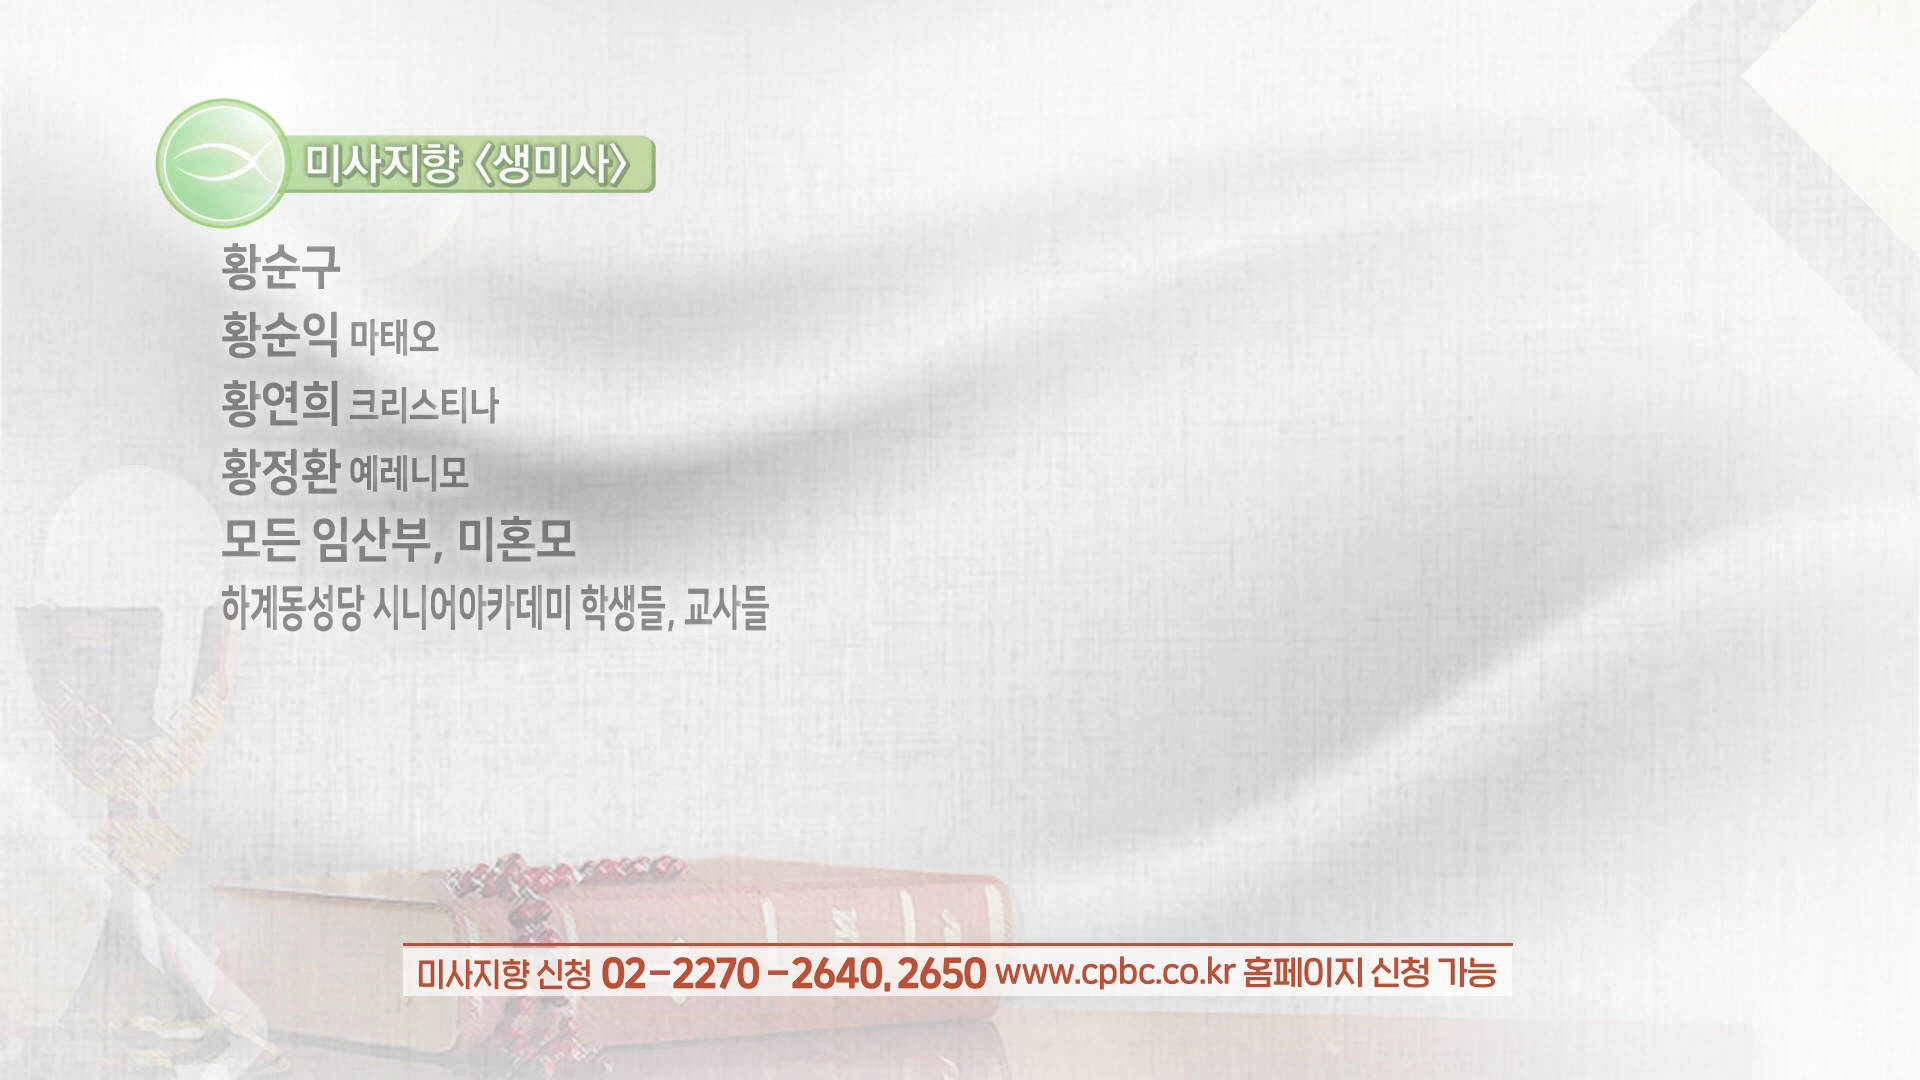 미사지향 〈생미사〉
황순구
황순익 마태오
황연희 크리스티나
황정환 예레니모
모든 임산부, 미혼모
하계동성당 시니어아카데미 학생들, 교사들
미사지향 신청 02-2270-2640, 2650 www.cpbc.co.kr 홈페이지 신청 가능